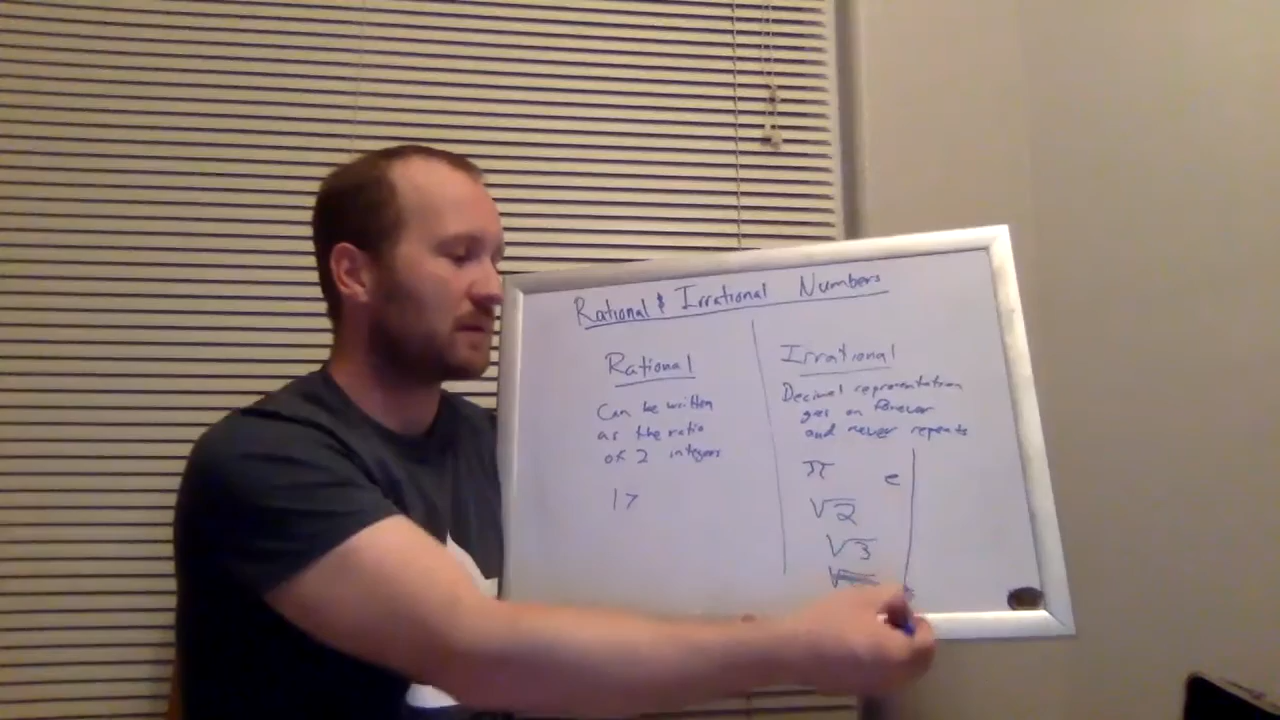 Rational & Irrational Numbers
Rational
Can be written
as the ratio
of 2 integers
17
Irrational
Decimal representation
goes on forever
and never repeats
π e
√2
√3